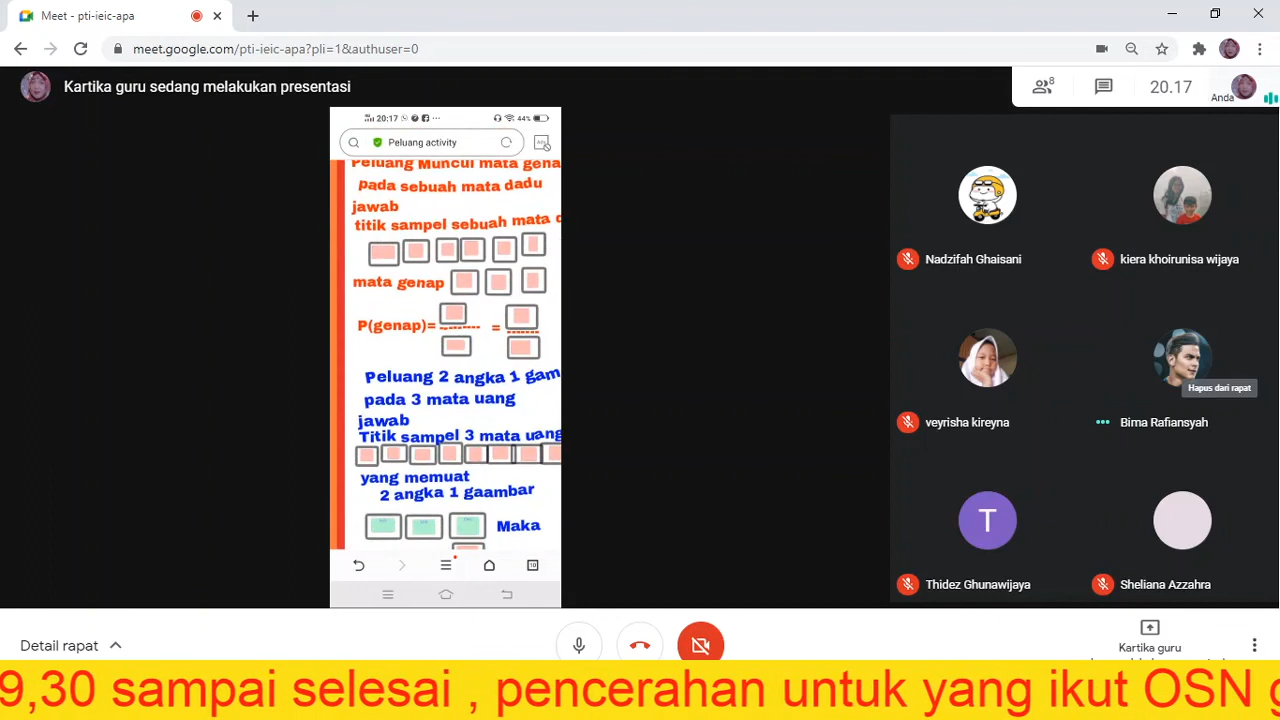 Meet - pti-ieic-apa
meet.google.com/pti-ieic-apa?pli=1&authuser=0
Kartika guru sedang melakukan presentasi
8
20.17
Anda
20:17
44%
Peluang activity
Peluang Muncul mata gena
pada sebuah mata dadu
jawab
titik sampel sebuah mata d
mata genap
P(genap)= =
Peluang 2 angka 1 gam
pada 3 mata uang
jawab
Titik sampel 3 mata uang
yang memuat
2 angka 1 gaambar
Maka
10
Nadzifah Ghaisani
kiera khoirunisa wijaya
Hapus dari rapat
veyrisha kireyna
Bima Rafiansyah
T
Thidez Ghunawijaya
Sheliana Azzahra
Detail rapat
Kartika guru
9,30 sampai selesai , pencerahan untuk yang ikut OSN g